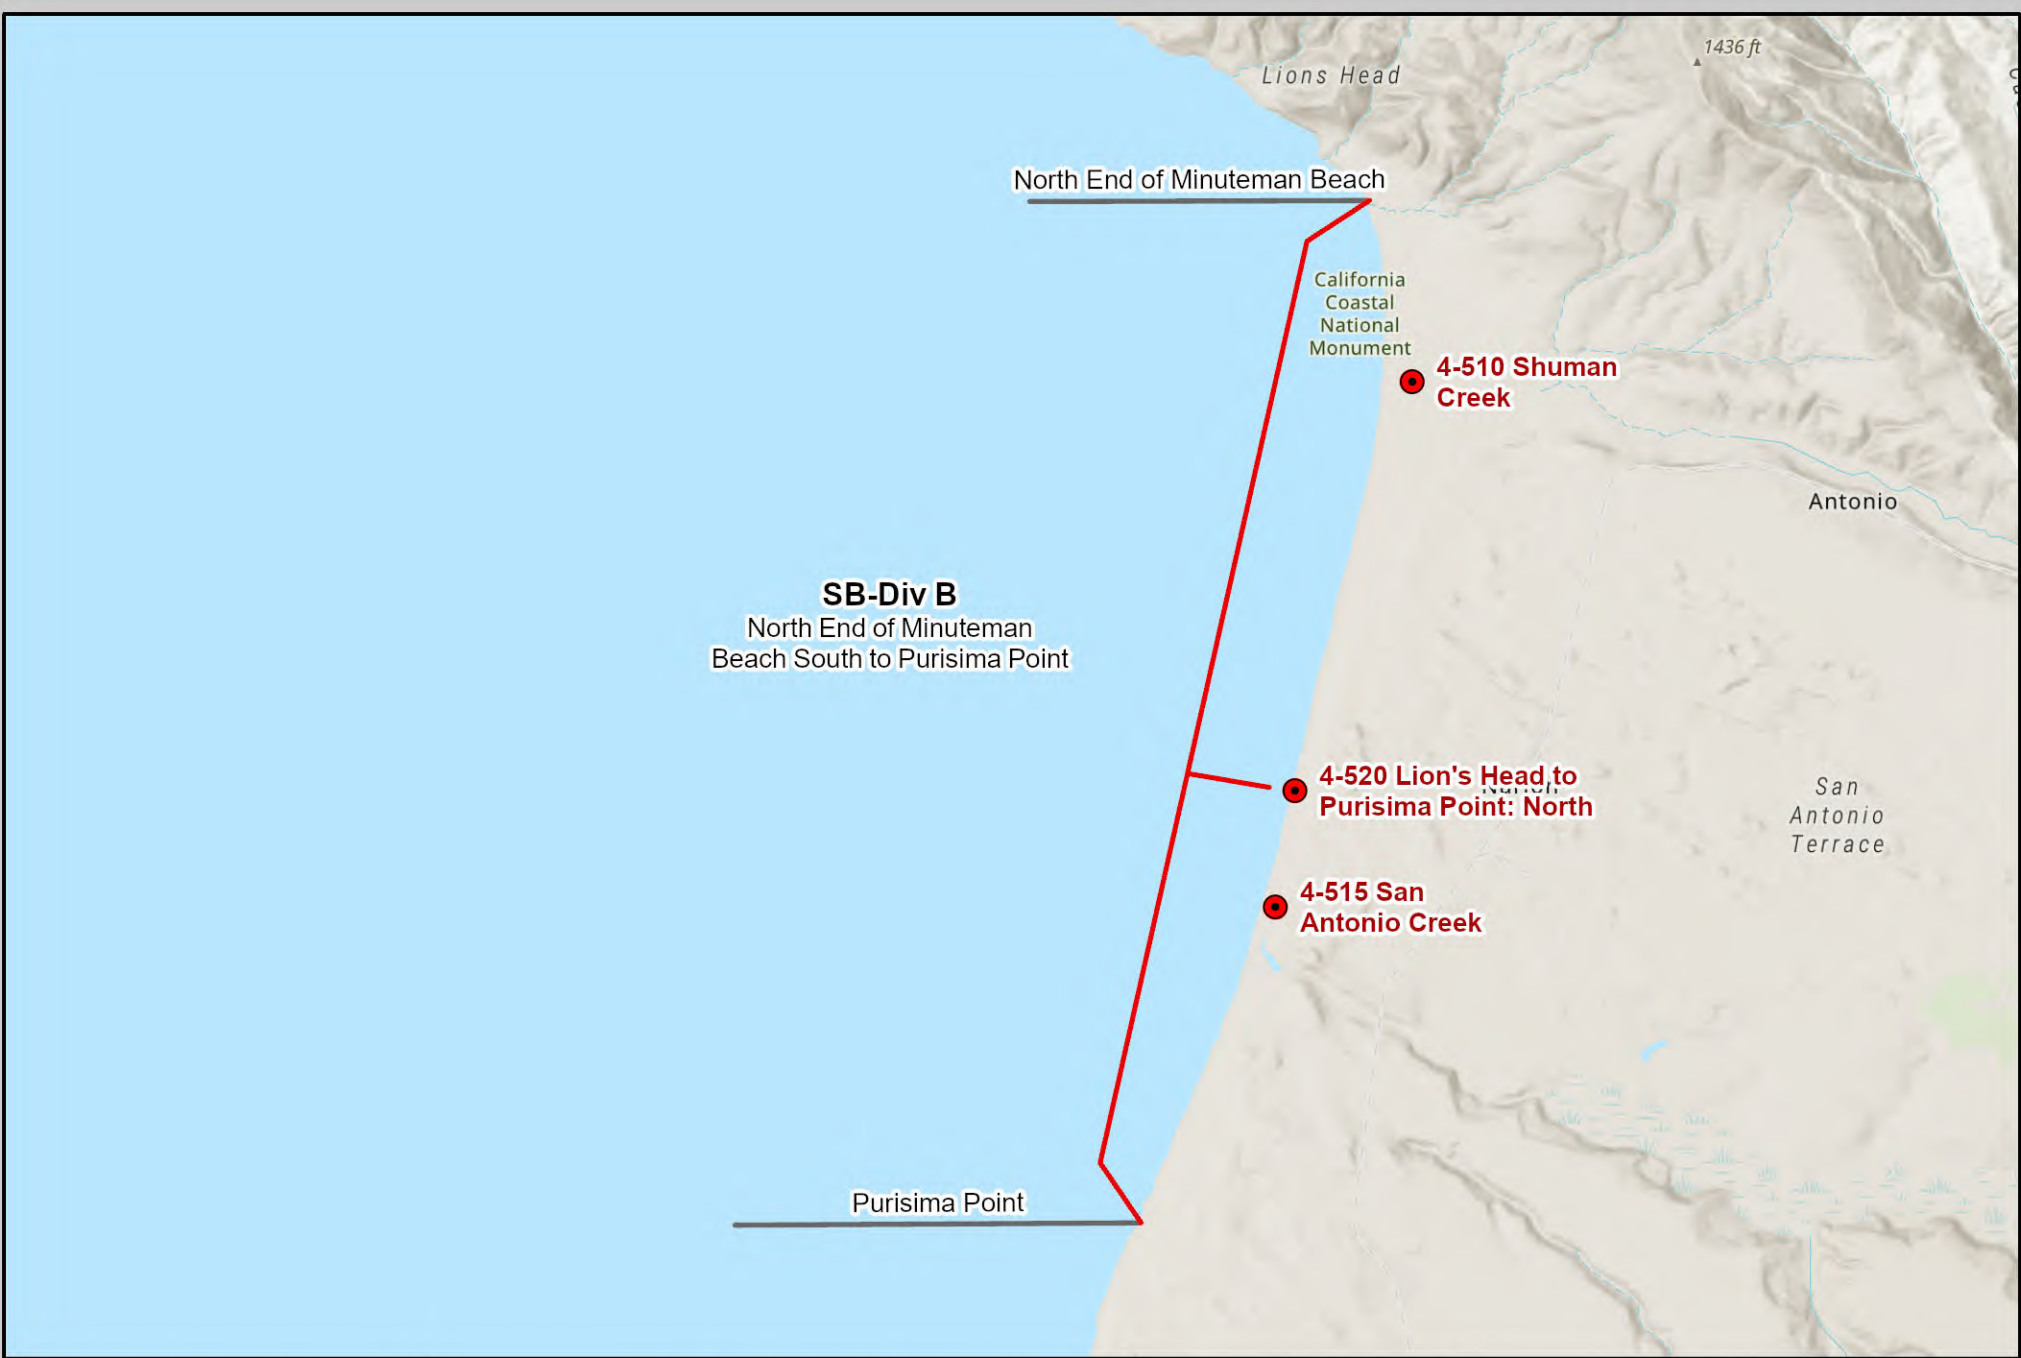 1436 ft
Lions Head
North End of Minuteman Beach
California
Coastal
National
Monument
4-510 Shuman
Creek
Antonio
SB-Div B
North End of Minuteman
Beach South to Purisima Point
4-520 Lion's Head to
Purisima Point: North
San
Antonio
Terrace
4-515 San
Antonio Creek
Purisima Point